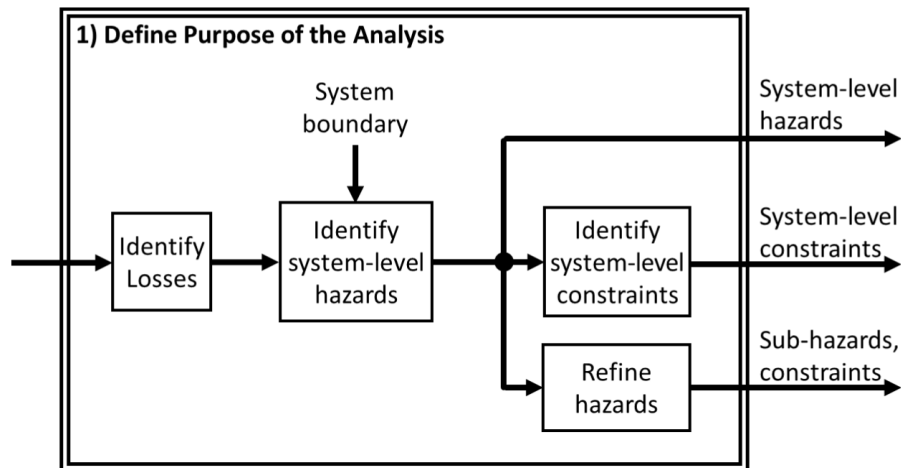 1) Define Purpose of the Analysis
System
boundary
Identify
Losses
Identify
system-level
hazards
Identify
system-level
constraints
Refine
hazards
System-level
hazards
System-level
constraints
Sub-hazards,
constraints